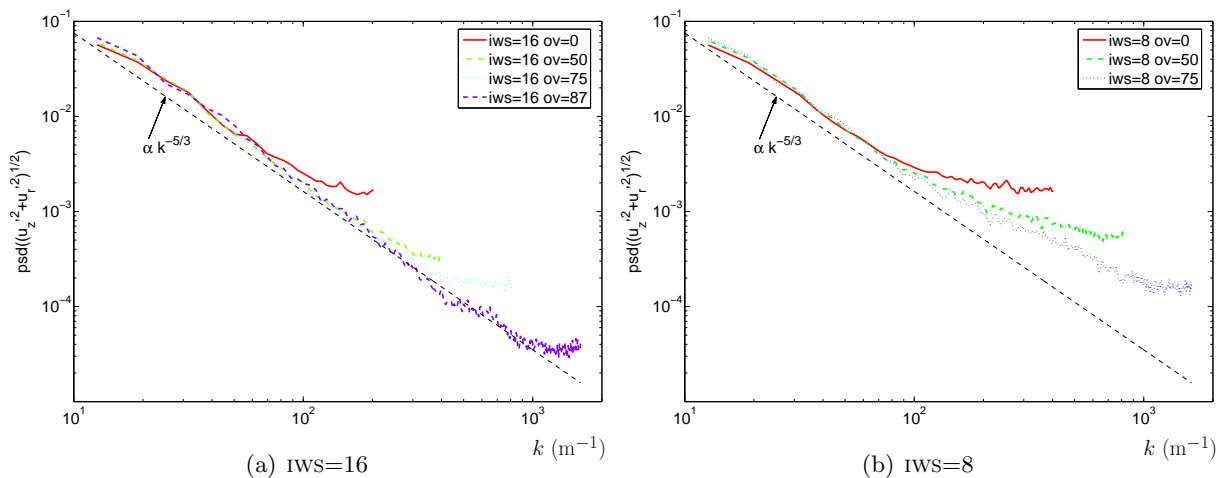 10⁻¹
10⁻²
10⁻³
10⁻⁴
psd((u_z'²+u_r'²)^1/2)
iws=16 ov=0
iws=16 ov=50
iws=16 ov=75
iws=16 ov=87
α k^-5/3
10¹
10²
10³
k (m⁻¹)
(a) IWS=16
10⁻¹
10⁻²
10⁻³
10⁻⁴
psd((u_z'²+u_r'²)^1/2)
iws=8 ov=0
iws=8 ov=50
iws=8 ov=75
α k^-5/3
10¹
10²
10³
k (m⁻¹)
(b) IWS=8